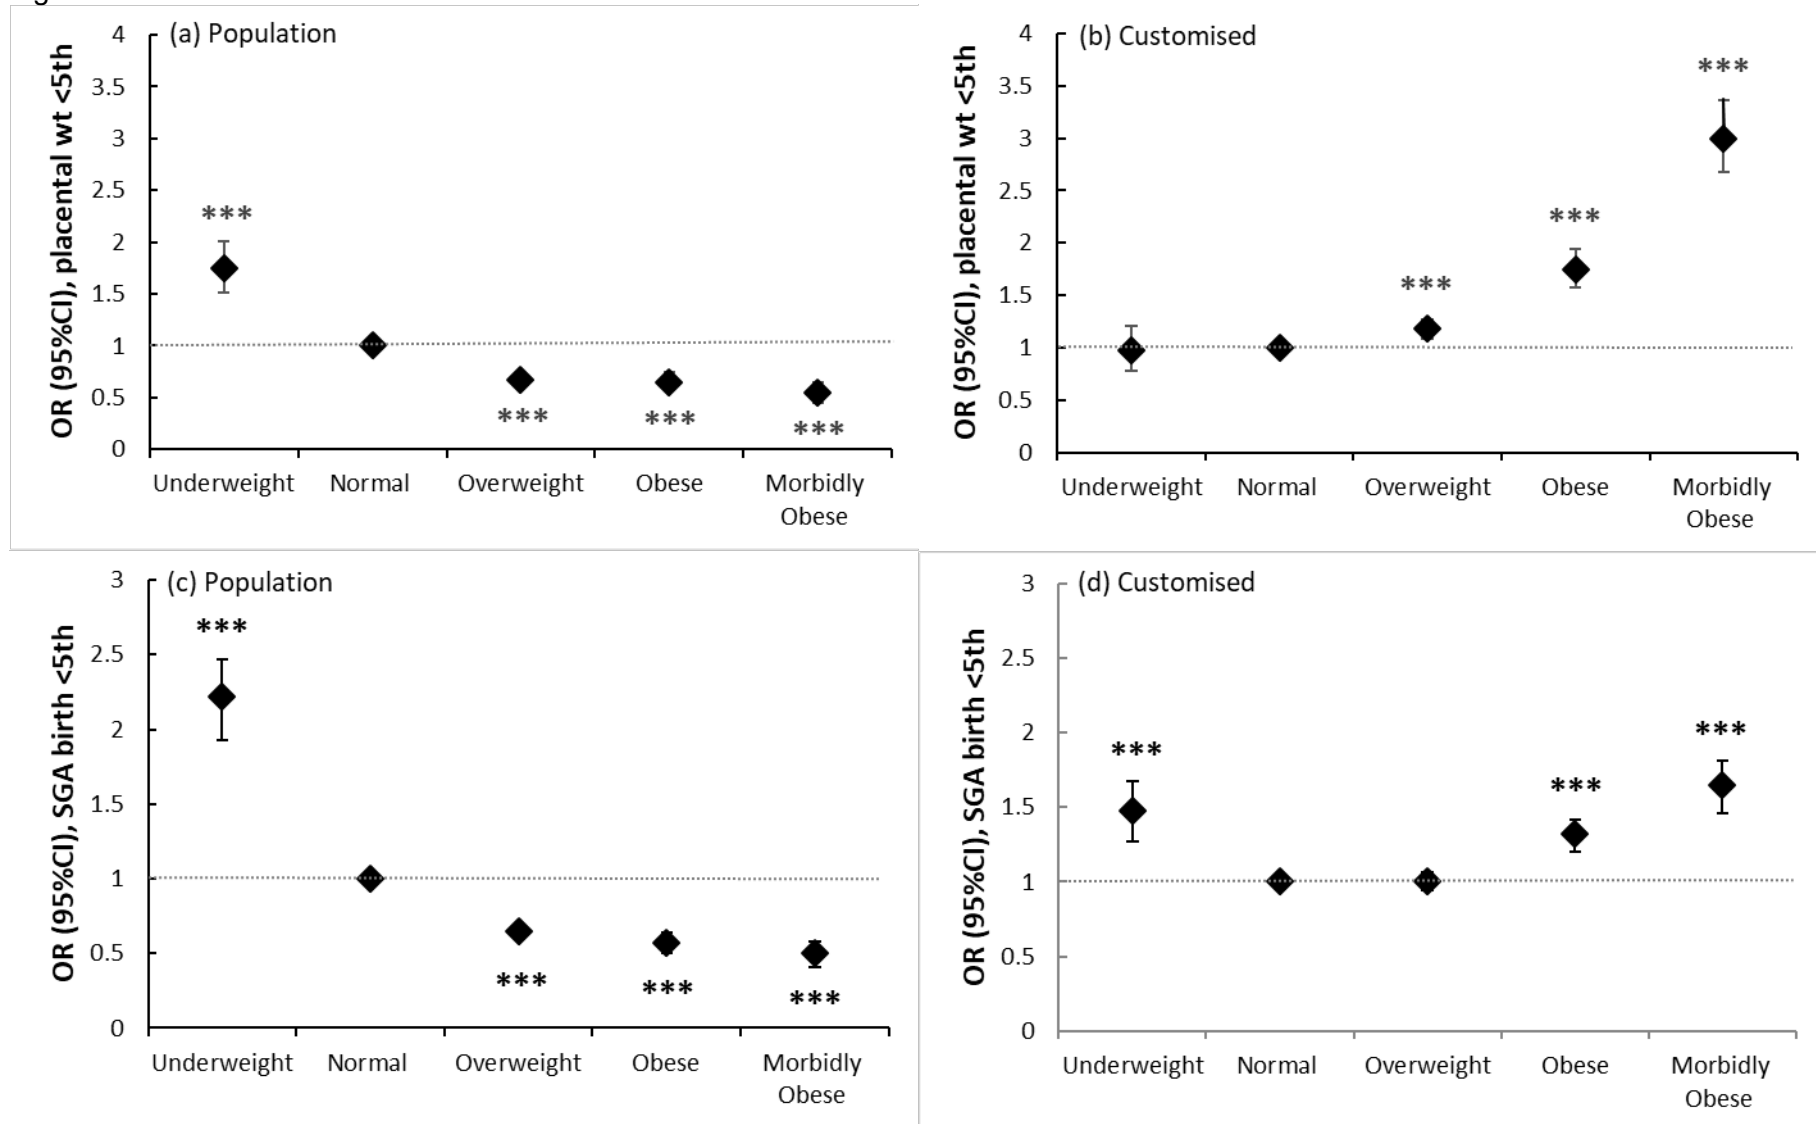 (a) Population
OR (95%CI), placental wt <5th
4
3.5
3
2.5
2
1.5
1
0.5
0
***
***
***
***
Underweight
Normal
Overweight
Obese
Morbidly
Obese
(b) Customised
OR (95%CI), placental wt <5th
4
3.5
3
2.5
2
1.5
1
0.5
0
***
***
***
Underweight
Normal
Overweight
Obese
Morbidly
Obese
(c) Population
OR (95%CI), SGA birth <5th
3
2.5
2
1.5
1
0.5
0
***
***
***
***
Underweight
Normal
Overweight
Obese
Morbidly
Obese
(d) Customised
OR (95%CI), SGA birth <5th
3
2.5
2
1.5
1
0.5
0
***
***
***
Underweight
Normal
Overweight
Obese
Morbidly
Obese